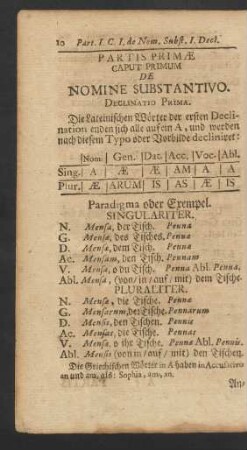 10 Part. I. C. I. de Nom. Subst. I. Decl.
PARTIS PRIMÆ
CAPUT PRIMUM
DE
NOMINE SUBSTANTIVO.
DECLINATIO PRIMA.
Die Lateinischen Wörter der ersten Decli-
nation enden sich alle auf ein A, und werden
nach diesem Typo oder Vorbilde decliniret:
Nom. Gen. Dat. Acc. Voc. Abl.
Sing. A Æ Æ AM A A
Plur. Æ ARUM IS AS Æ IS
Paradigma oder Exempel.
SINGULARITER.
N. Mensa, der Tisch. Penna
G. Mensæ, des Tisches. Pennæ
D. Mensæ, dem Tisch. Pennæ
Ac. Mensam, den Tisch. Pennam
V. Mensa, o du Tisch. Penna Abl. Penna.
Abl. Mensa, (von/in/auf/mit) dem Tische.
PLURALITER.
N. Mensæ, die Tische. Pennæ
G. Mensarum, der Tische. Pennarum
D. Mensis, den Tischen. Pennis
Ac. Mensas, die Tische. Pennas
V. Mensæ, o ihr Tische. Pennæ Abl. Pennis.
Abl. Mensis (von/in/auf/mit) den Tischen.
Die Griechischen Wörter in A haben in Accusativo
an und am, als: Sophia, am, an.
An-